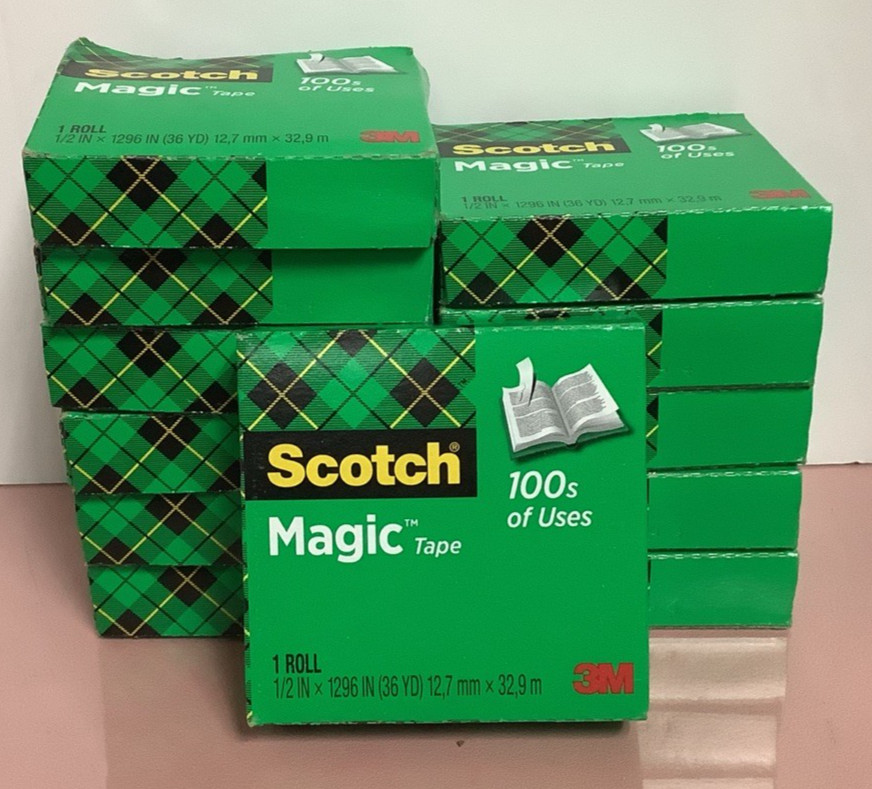 Scotch
Magic™ Tape
100s
of Uses
1 ROLL
1/2 IN × 1296 IN (36 YD) 12,7 mm × 32,9 m
3M
Scotch
Magic™ Tape
100s
of Uses
1 ROLL
1/2 IN × 1296 IN (36 YD) 12,7 mm × 32,9 m
3M
Scotch®
Magic™ Tape
100s
of Uses
1 ROLL
1/2 IN × 1296 IN (36 YD) 12,7 mm × 32,9 m
3M